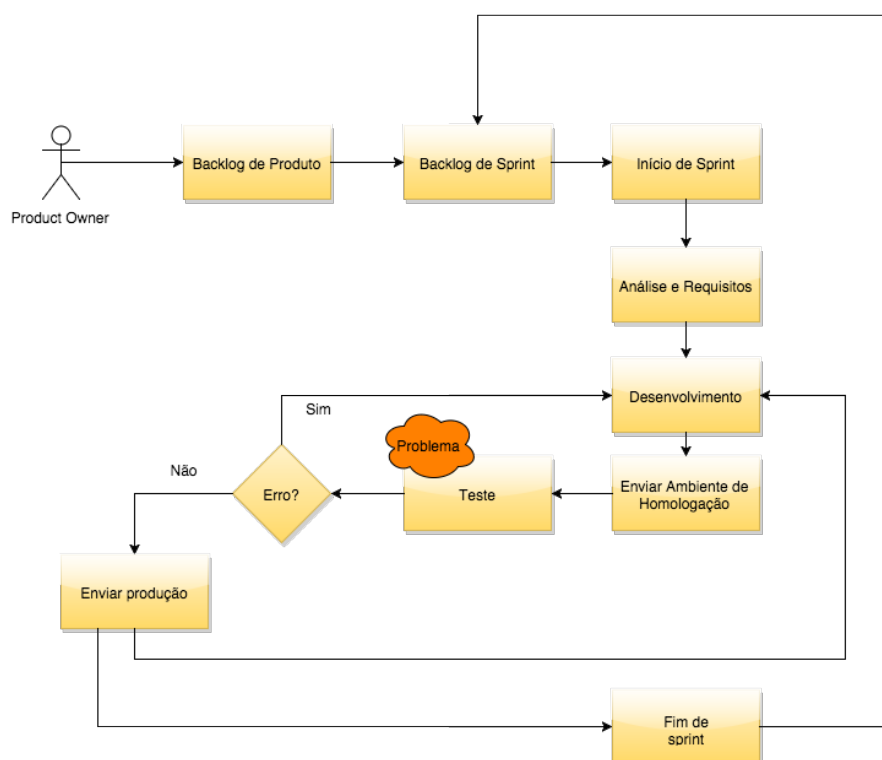 Product Owner
Backlog de Produto
Backlog de Sprint
Início de Sprint
Análise e Requisitos
Desenvolvimento
Enviar Ambiente de
Homologação
Problema
Teste
Erro?
Sim
Não
Enviar produção
Fim de
sprint